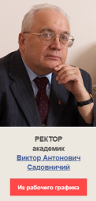 РЕКТОР
академик
Виктор Антонович
Садовничий
Из рабочего графика